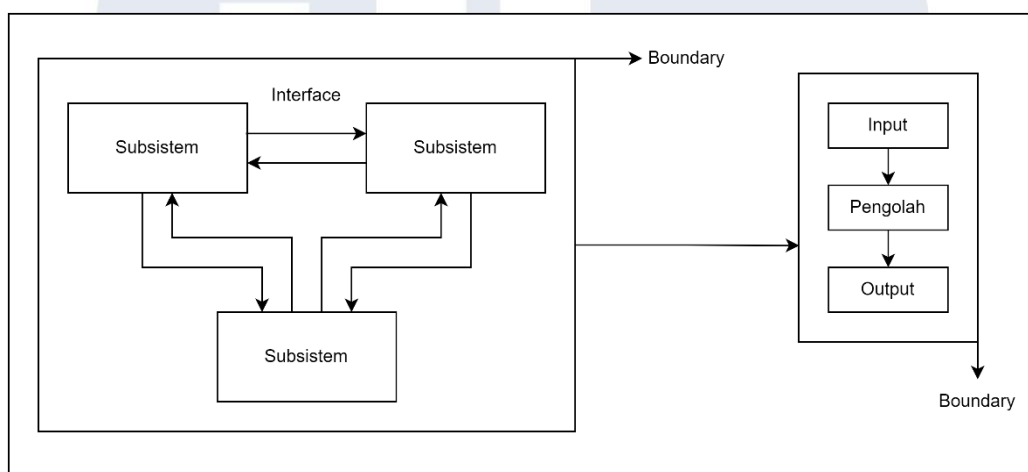 Boundary
Interface
Subsistem
Subsistem
Subsistem
Input
Pengolah
Output
Boundary